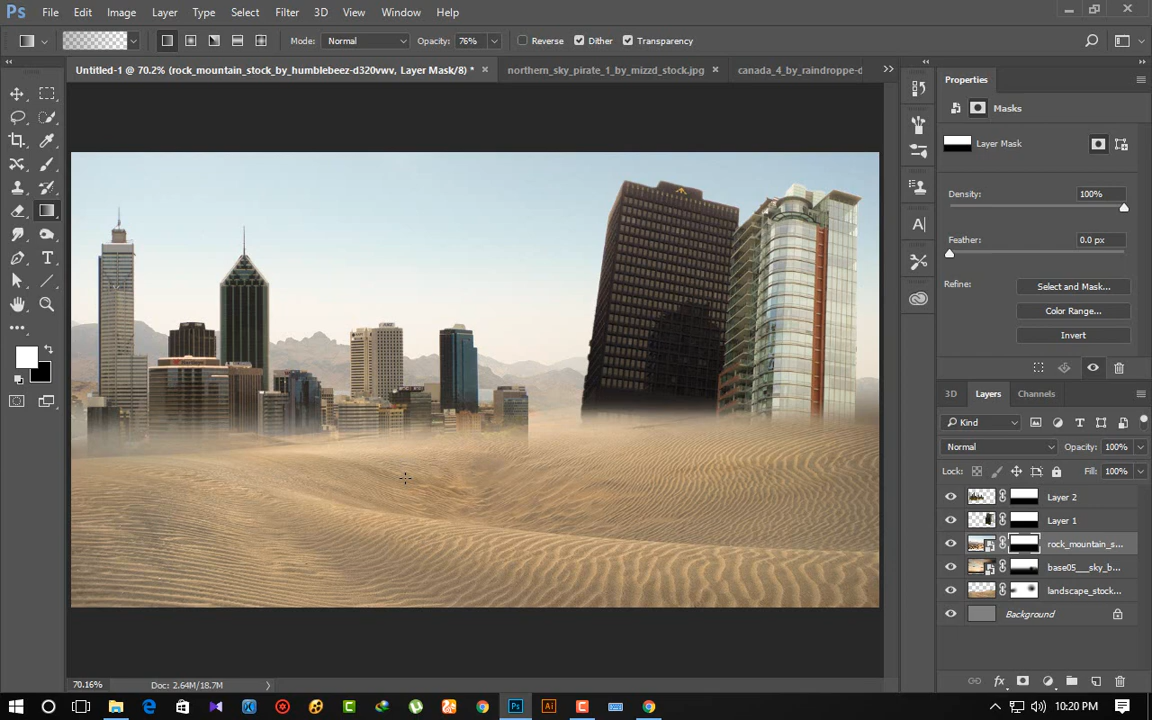 Ps File Edit Image Layer Type Select Filter 3D View Window Help
Mode: Normal Opacity: 76% Reverse Dither Transparency
Untitled-1 @ 70.2% (rock_mountain_stock_by_humblebeez-d320vwv, Layer Mask/8) * × northern_sky_pirate_1_by_mizzd_stock.jpg × canada_4_by_raindroppe-d
Properties
Masks
Layer Mask
Density: 100%
Feather: 0.0 px
Refine: Select and Mask...
Color Range...
Invert
3D Layers Channels
Kind
Normal Opacity: 100%
Lock: Fill: 100%
Layer 2
Layer 1
rock_mountain_s...
base05___sky_b...
landscape_stock...
Background
70.16% Doc: 2.64M/18.7M
10:20 PM